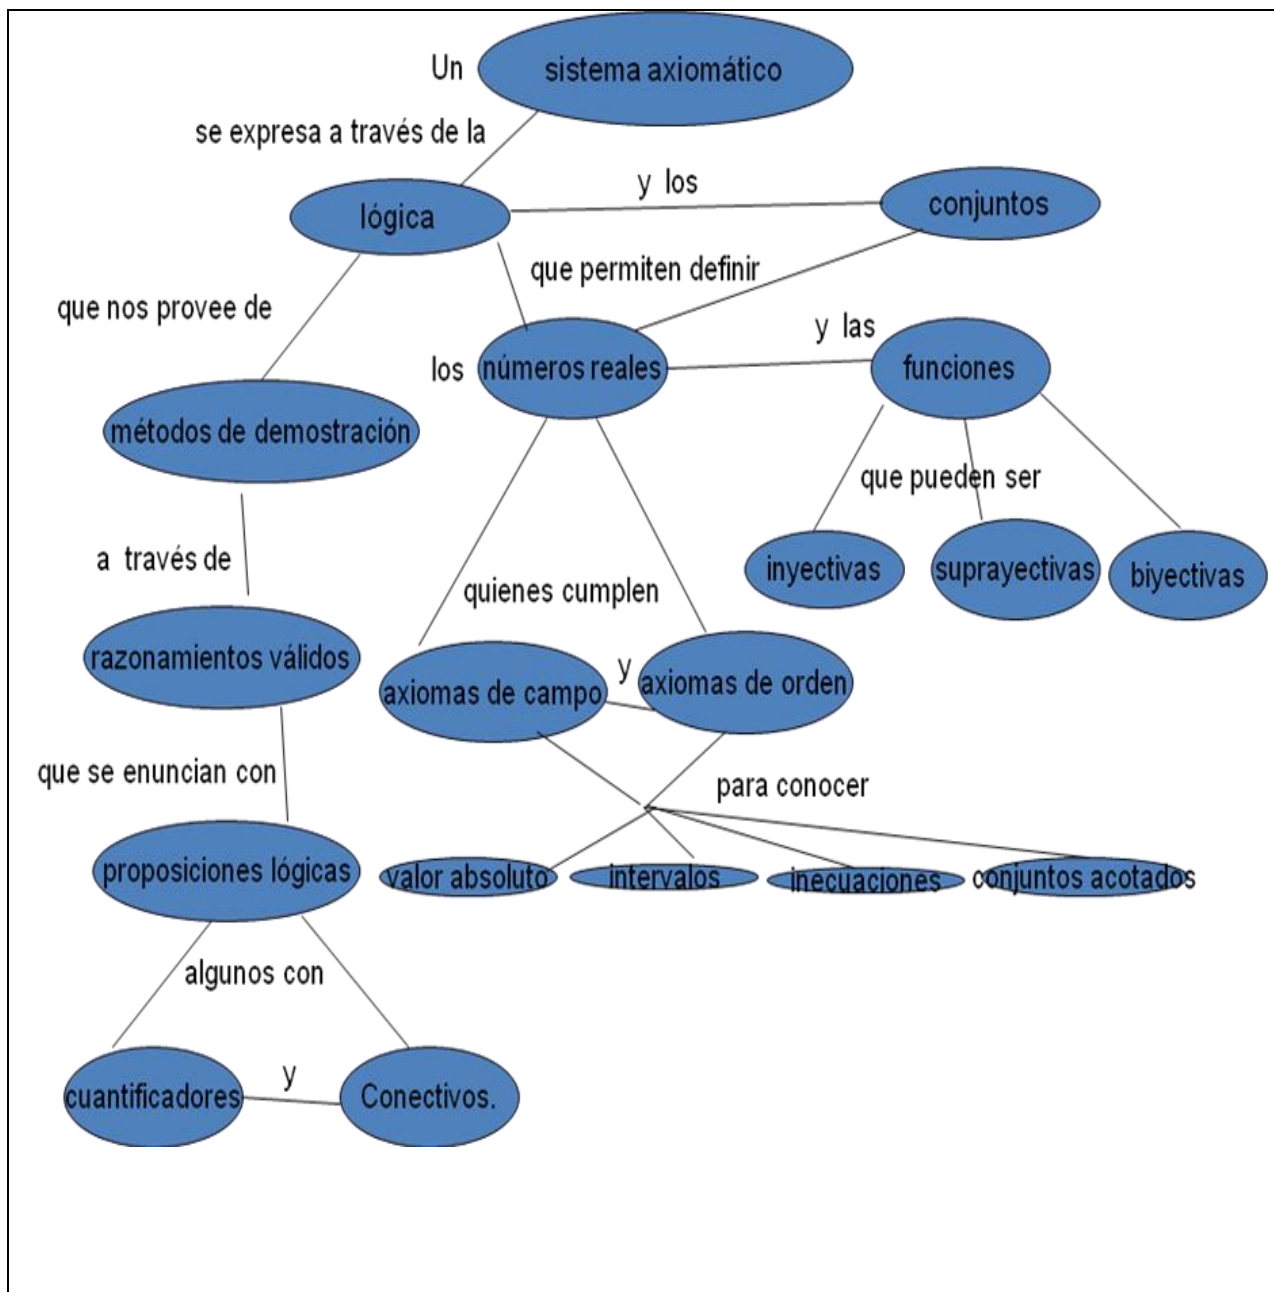 Un
sistema axiomático
se expresa a través de la
y los
lógica
conjuntos
que permiten definir
que nos provee de
y las
los
números reales
funciones
métodos de demostración
que pueden ser
a través de
inyectivas
suprayectivas
biyectivas
quienes cumplen
razonamientos válidos
axiomas de campo
y
axiomas de orden
que se enuncian con
para conocer
proposiciones lógicas
valor absoluto
intervalos
inecuaciones
conjuntos acotados
algunos con
cuantificadores
y
Conectivos.